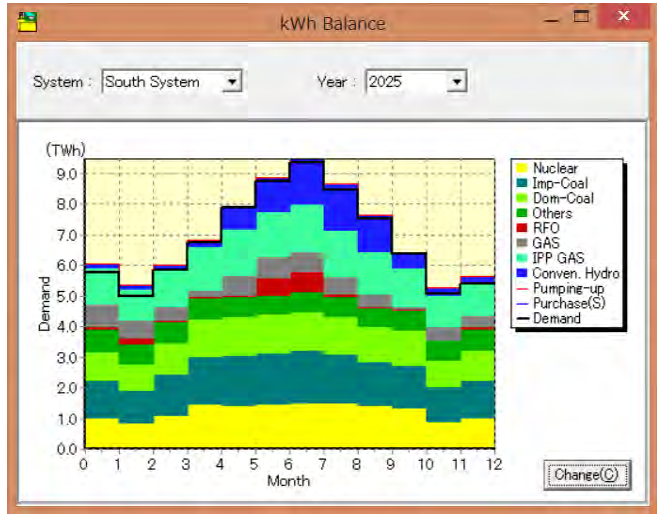 kWh Balance
System : South System Year : 2025
(TWh)
9.0
8.0
7.0
6.0
5.0
4.0
3.0
2.0
1.0
0.0
Demand
0 1 2 3 4 5 6 7 8 9 10 11 12
Month
Nuclear
Imp-Coal
Dom-Coal
Others
RFO
GAS
IPP GAS
Conven. Hydro
Pumping-up
Purchase(S)
Demand
Change(C)